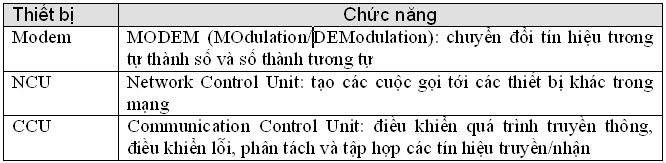 Thiết bị Chức năng
Modem MODEM (MOdulation/DEModulation): chuyển đổi tín hiệu tương
tự thành số và số thành tương tự
NCU Network Control Unit: tạo các cuộc gọi tới các thiết bị khác trong
mạng
CCU Communication Control Unit: điều khiển quá trình truyền thông,
điều khiển lỗi, phân tách và tập hợp các tín hiệu truyền/nhận